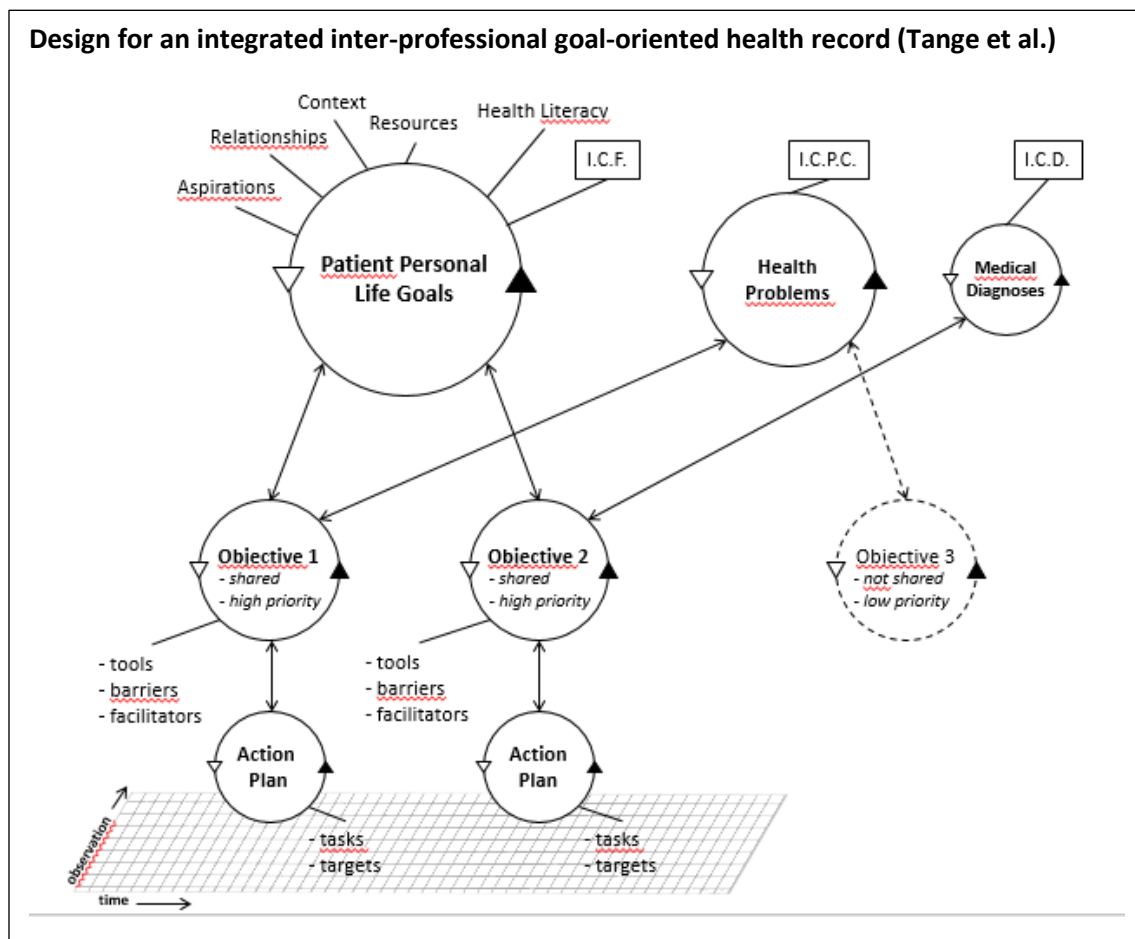 Design for an integrated inter-professional goal-oriented health record (Tange et al.)
Context
Resources
Health Literacy
Relationships
Aspirations
I.C.F.
I.C.P.C.
I.C.D.
Patient Personal
Life Goals
Health
Problems
Medical
Diagnoses
Objective 1
- shared
- high priority
Objective 2
- shared
- high priority
Objective 3
- not shared
- low priority
- tools
- barriers
- facilitators
- tools
- barriers
- facilitators
Action
Plan
Action
Plan
- tasks
- targets
- tasks
- targets
observation
time